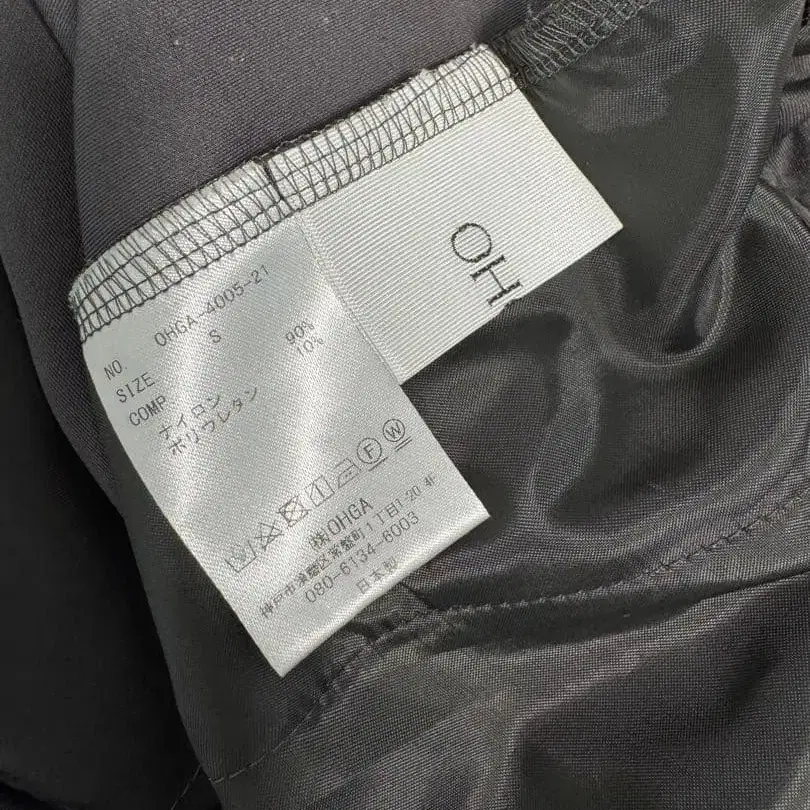 OH
NO. OHGA-4005-21
SIZE S
COMP
ナイロン 90%
ポリウレタン 10%
F W
㈱OHGA
神戸市須磨区常盤町1丁目1-20 4F
080-6134-6003
日本製